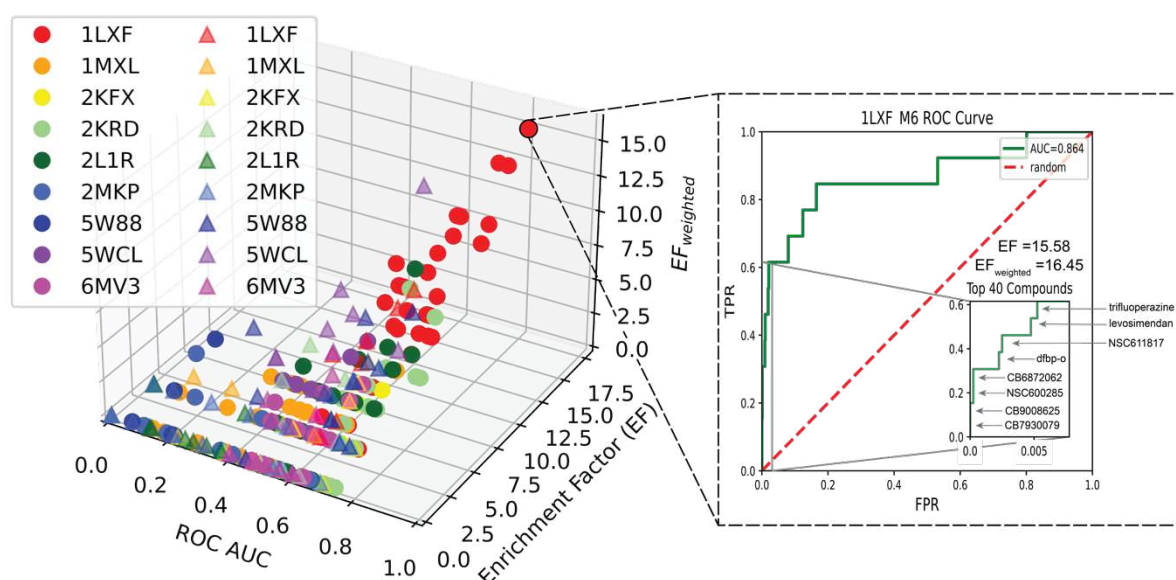 1LXF 1LXF
1MXL 1MXL
2KFX 2KFX
2KRD 2KRD
2L1R 2L1R
2MKP 2MKP
5W88 5W88
5WCL 5WCL
6MV3 6MV3
15.0
12.5
10.0
7.5
5.0
2.5
0.0
EF weighted
17.5
15.0
12.5
10.0
7.5
5.0
2.5
0.0
Enrichment Factor (EF)
0.0
0.2
0.4
0.6
0.8
1.0
ROC AUC
1LXF M6 ROC Curve
AUC=0.864
random
1.0
0.8
0.6
0.4
0.2
0.0
TPR
0.0 0.2 0.4 0.6 0.8 1.0
FPR
EF =15.58
EF weighted =16.45
Top 40 Compounds
0.6
0.4
0.2
0.0
0.0 0.005
trifluoperazine
levosimendan
NSC611817
dfbp-o
CB6872062
NSC600285
CB9008625
CB7930079